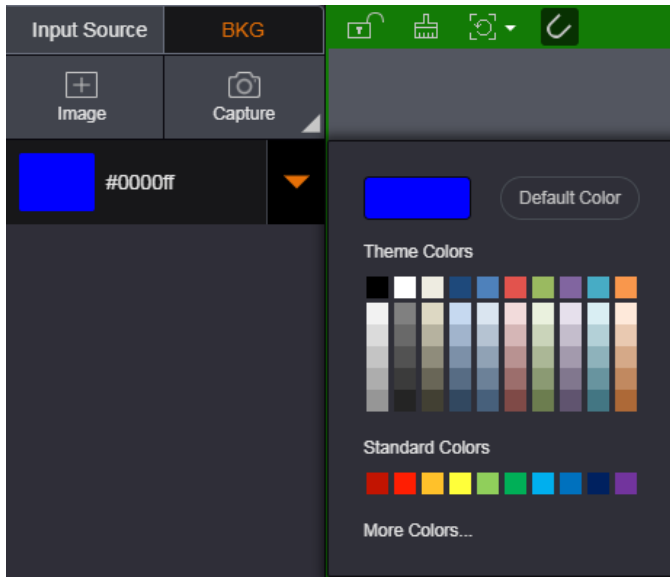 Input Source
BKG
Image
Capture
#0000ff
Default Color
Theme Colors
Standard Colors
More Colors...